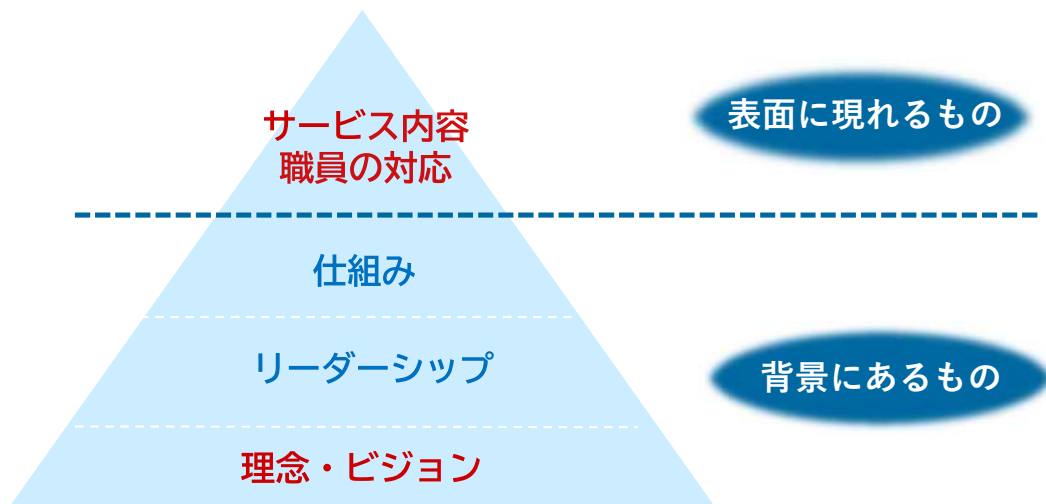 サービス内容
職員の対応
表面に現れるもの
仕組み
リーダーシップ
背景にあるもの
理念・ビジョン